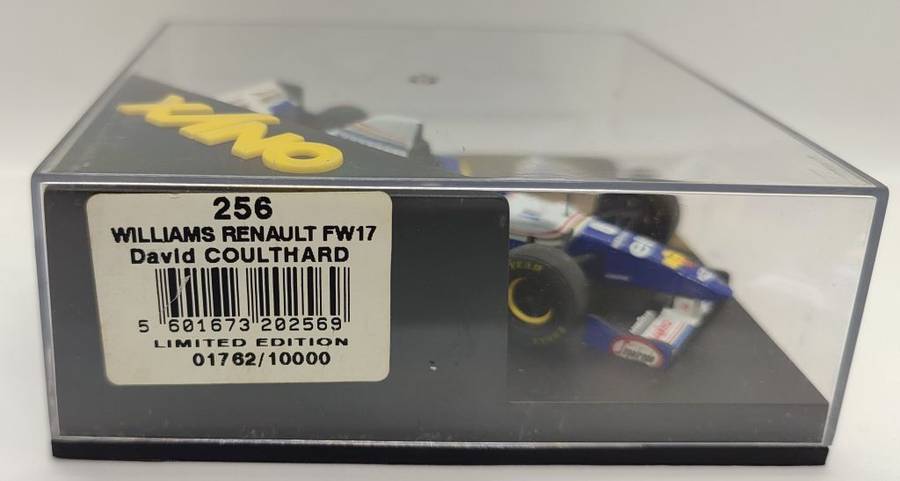 ONYX
256
WILLIAMS RENAULT FW17
David COULTHARD
5 601673 202569
LIMITED EDITION
01762/10000